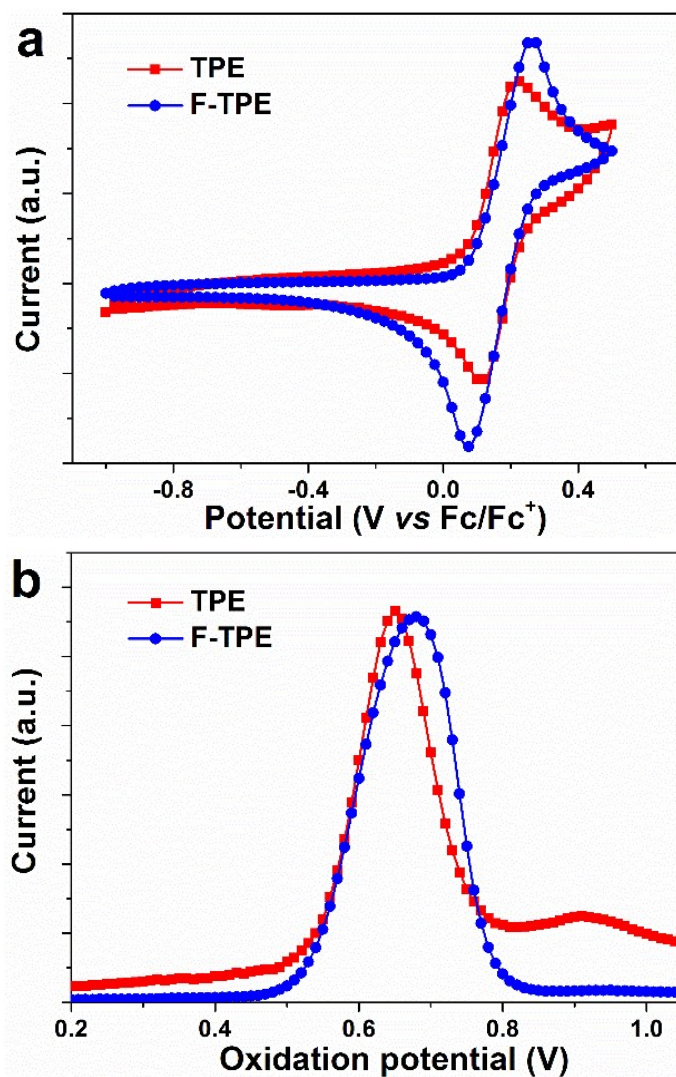 a
TPE
F-TPE
Current (a.u.)
-0.8 -0.4 0.0 0.4
Potential (V vs Fc/Fc⁺)
b
TPE
F-TPE
Current (a.u.)
0.2 0.4 0.6 0.8 1.0
Oxidation potential (V)